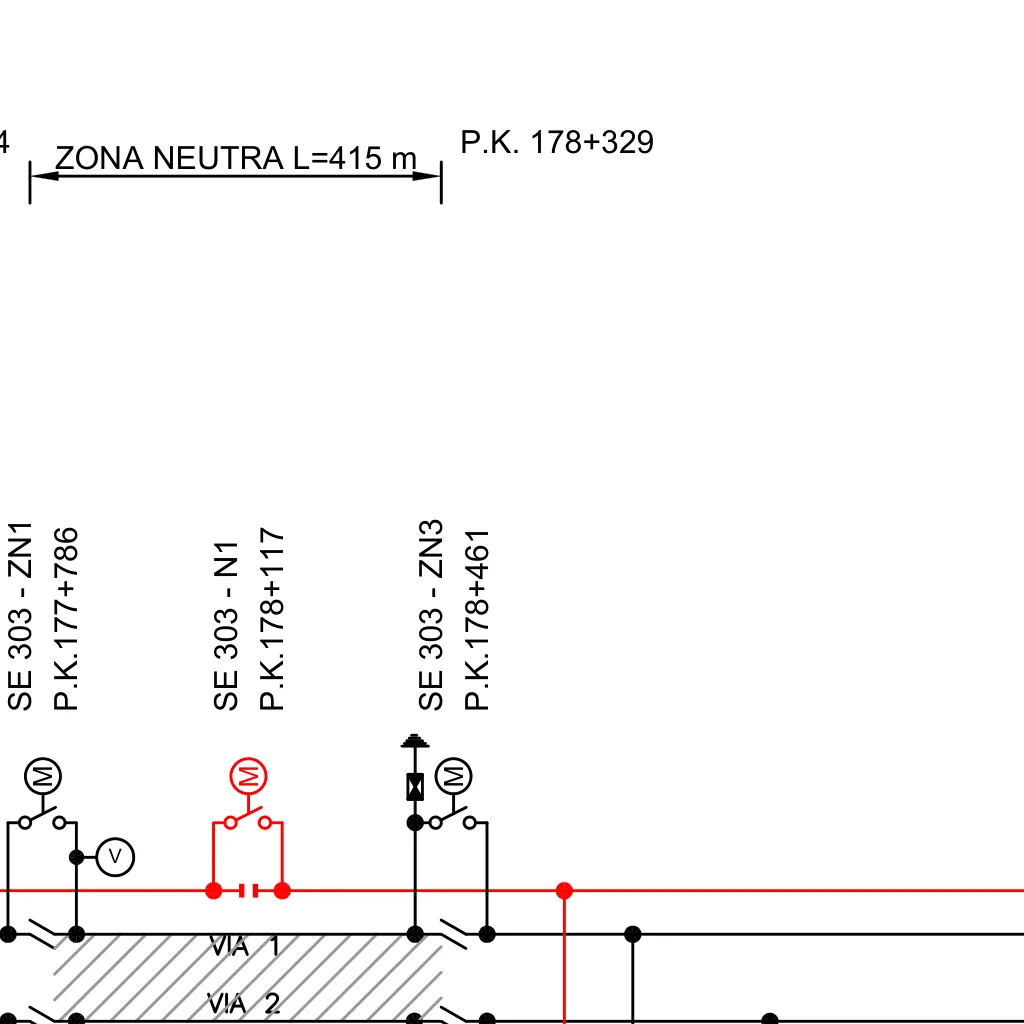 4
ZONA NEUTRA L=415 m
P.K. 178+329
SE 303 - ZN1
P.K.177+786
SE 303 - N1
P.K.178+117
SE 303 - ZN3
P.K.178+461
M
M
M
V
VIA 1
VIA 2